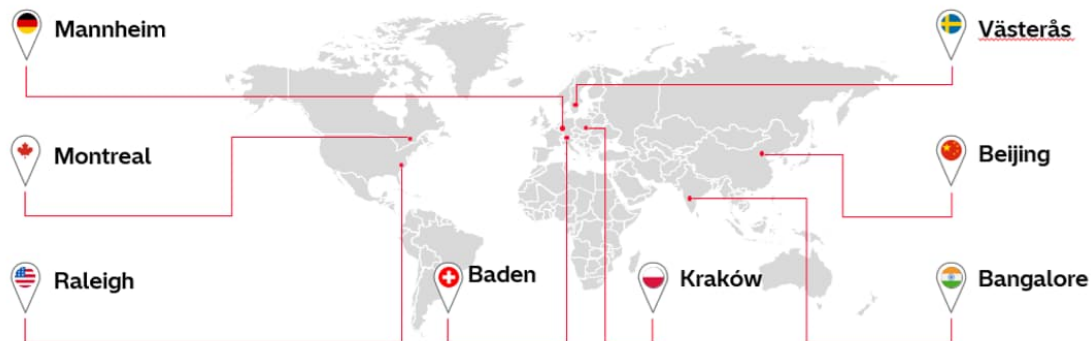 Mannheim
Västerås
Montreal
Beijing
Raleigh
Baden
Kraków
Bangalore